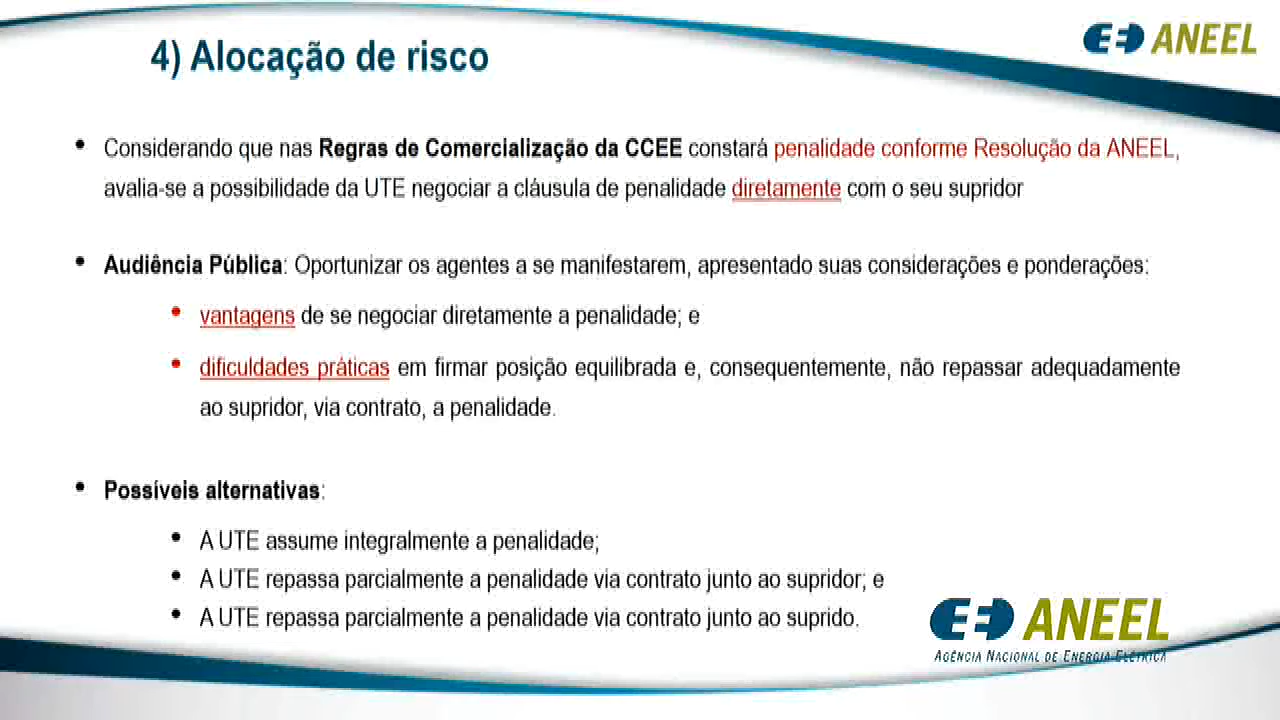 4) Alocação de risco
ANEEL
• Considerando que nas Regras de Comercialização da CCEE constará penalidade conforme Resolução da ANEEL,
avalia-se a possibilidade da UTE negociar a cláusula de penalidade diretamente com o seu supridor
• Audiência Pública: Oportunizar os agentes a se manifestarem, apresentado suas considerações e ponderações:
• vantagens de se negociar diretamente a penalidade; e
• dificuldades práticas em firmar posição equilibrada e, consequentemente, não repassar adequadamente
ao supridor, via contrato, a penalidade.
• Possíveis alternativas:
• A UTE assume integralmente a penalidade;
• A UTE repassa parcialmente a penalidade via contrato junto ao supridor; e
• A UTE repassa parcialmente a penalidade via contrato junto ao suprido.
ANEEL
AGÊNCIA NACIONAL DE ENERGIA ELÉTRICA